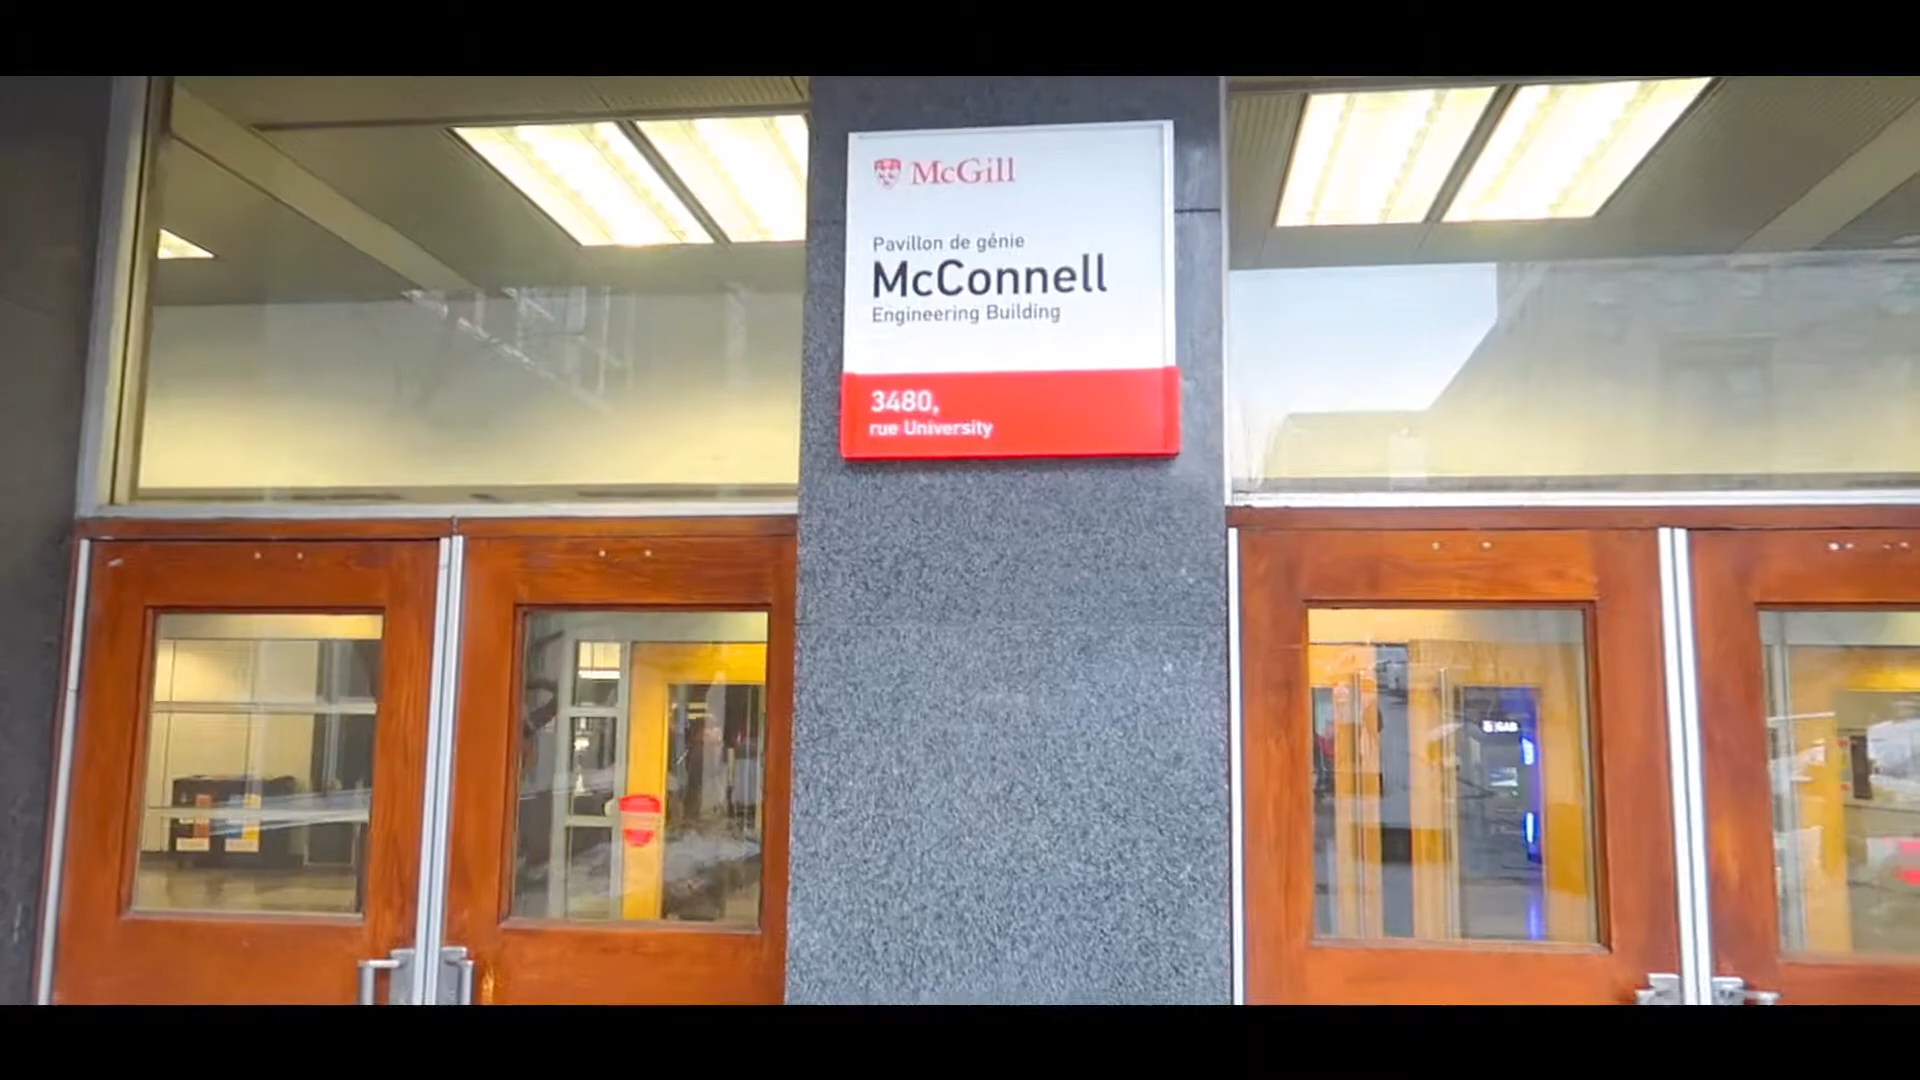 McGill
Pavillon de génie
McConnell
Engineering Building
3480,
rue University